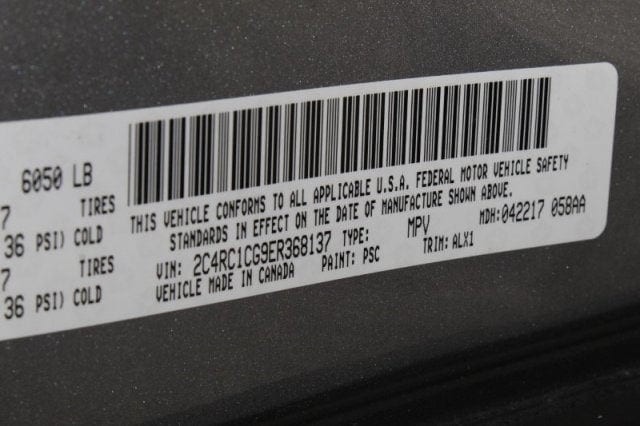 6050 LB
7 TIRES
36 PSI) COLD
7 TIRES
36 PSI) COLD
THIS VEHICLE CONFORMS TO ALL APPLICABLE U.S.A. FEDERAL MOTOR VEHICLE SAFETY
STANDARDS IN EFFECT ON THE DATE OF MANUFACTURE SHOWN ABOVE.
VIN: 2C4RC1CG9ER368137 TYPE: MPV MDH:042217 058AA
VEHICLE MADE IN CANADA PAINT: PSC TRIM: ALX1